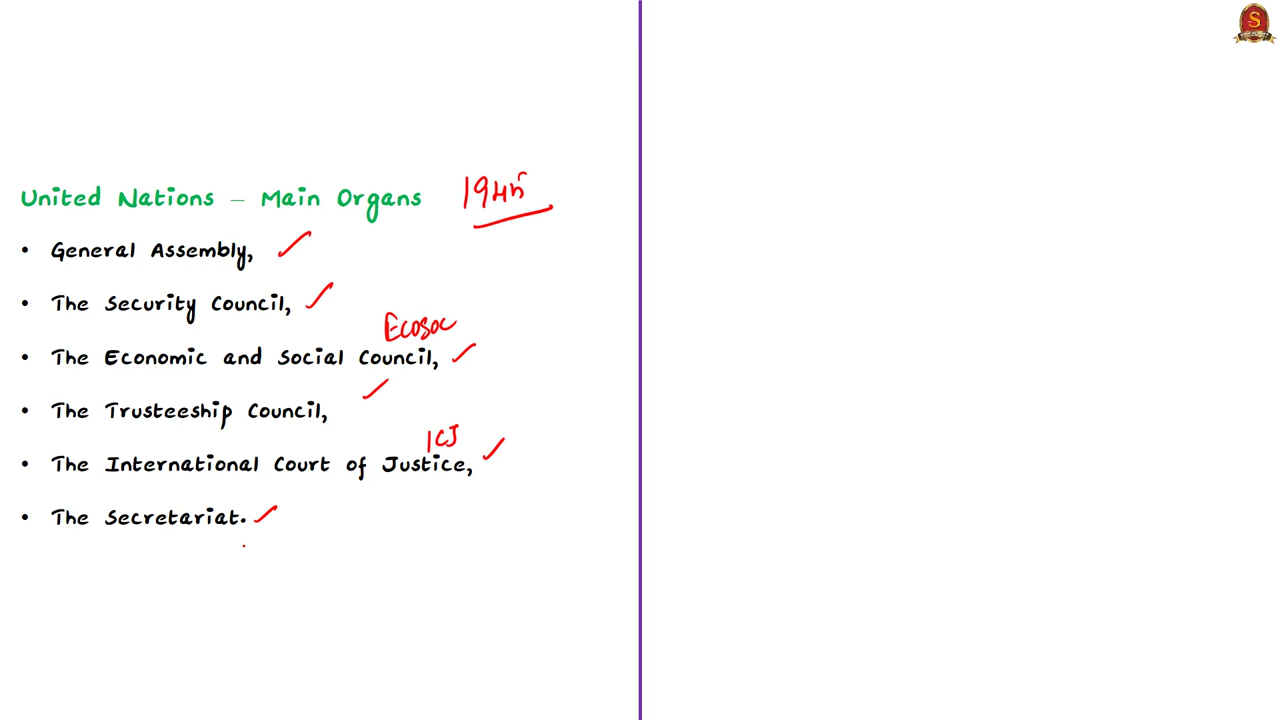 United Nations – Main Organs 1945
• General Assembly,
• The Security Council,
Ecosoc
• The Economic and Social Council,
• The Trusteeship Council,
ICJ
• The International Court of Justice,
• The Secretariat.
S